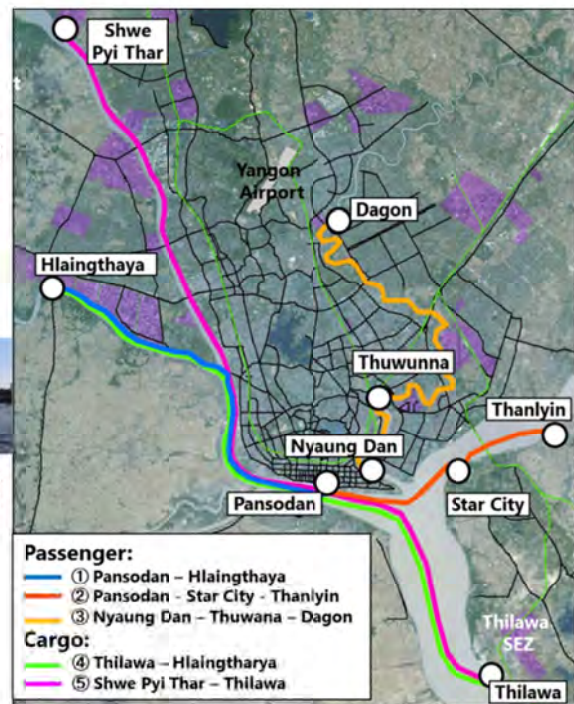 Shwe
Pyi Thar
Yangon
Airport
Dagon
Hlaingthaya
Thuwunna
Thanlyin
Nyaung Dan
Pansodan
Star City
Passenger:
① Pansodan – Hlaingthaya
② Pansodan - Star City - Thanlyin
③ Nyaung Dan – Thuwana – Dagon
Cargo:
④ Thilawa – Hlaingtharya
⑤ Shwe Pyi Thar – Thilawa
Thilawa
SEZ
Thilawa